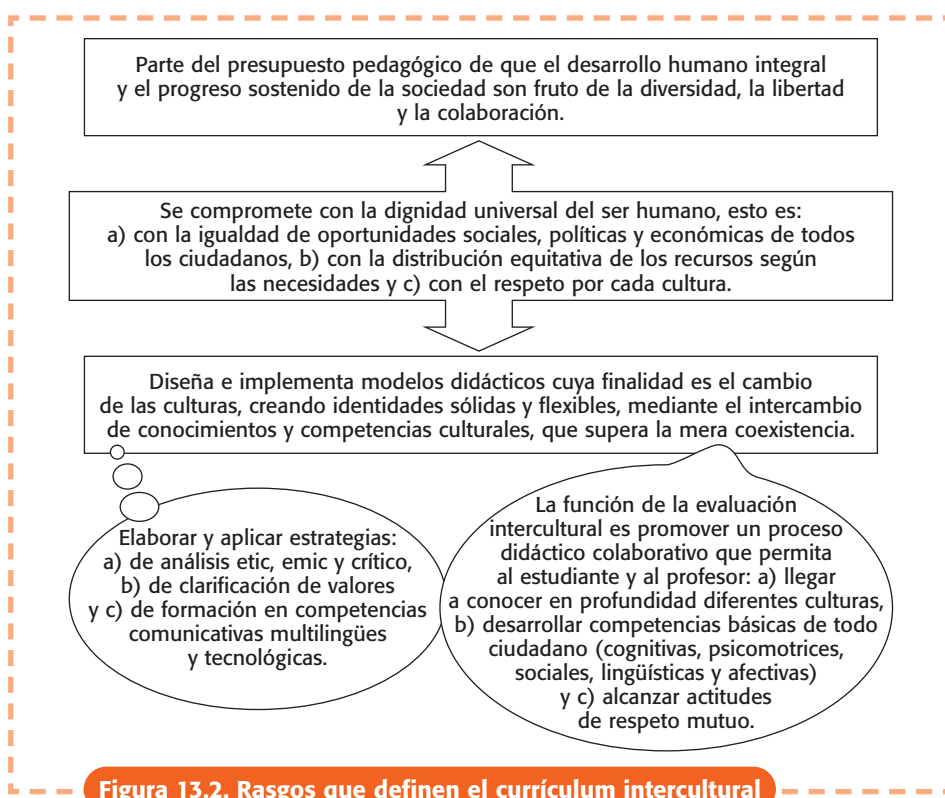 Parte del presupuesto pedagógico de que el desarrollo humano integral
y el progreso sostenido de la sociedad son fruto de la diversidad, la libertad
y la colaboración.
Se compromete con la dignidad universal del ser humano, esto es:
a) con la igualdad de oportunidades sociales, políticas y económicas de todos
los ciudadanos, b) con la distribución equitativa de los recursos según
las necesidades y c) con el respeto por cada cultura.
Diseña e implementa modelos didácticos cuya finalidad es el cambio
de las culturas, creando identidades sólidas y flexibles, mediante el intercambio
de conocimientos y competencias culturales, que supera la mera coexistencia.
Elaborar y aplicar estrategias:
a) de análisis etic, emic y crítico,
b) de clarificación de valores
y c) de formación en competencias
comunicativas multilingües
y tecnológicas.
La función de la evaluación
intercultural es promover un proceso
didáctico colaborativo que permita
al estudiante y al profesor: a) llegar
a conocer en profundidad diferentes culturas,
b) desarrollar competencias básicas de todo
ciudadano (cognitivas, psicomotrices,
sociales, lingüísticas y afectivas)
y c) alcanzar actitudes
de respeto mutuo.
Figura 13.2. Rasgos que definen el currículum intercultural